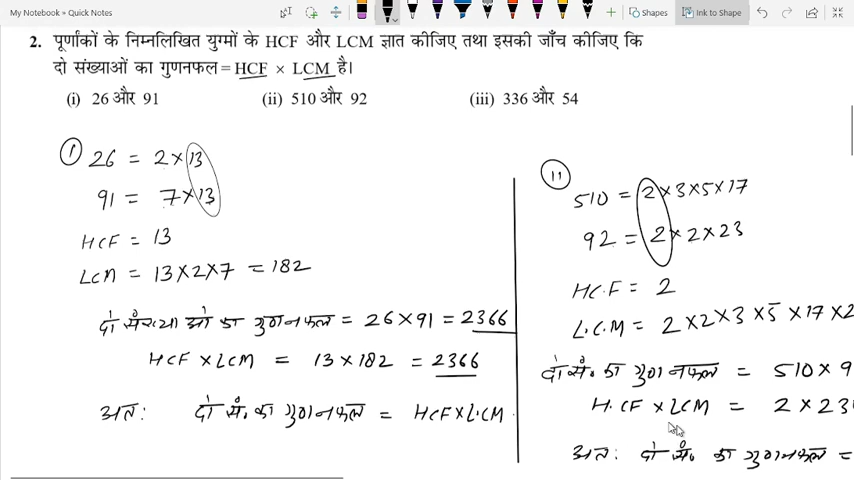 My Notebook » Quick Notes
Shapes
Ink to Shape
2. पूर्णांकों के निम्नलिखित युग्मों के HCF और LCM ज्ञात कीजिए तथा इसकी जाँच कीजिए कि
दो संख्याओं का गुणनफल = HCF × LCM है।
(i) 26 और 91 (ii) 510 और 92 (iii) 336 और 54
(1) 26 = 2×13
91 = 7×13
HCF = 13
LCM = 13×2×7 = 182
दो संख्याओ का गुणनफल = 26×91 = 2366
HCF×LCM = 13×182 = 2366
अतः दो सं. का गुणनफल = HCF×L.CM
(11) 510 = 2×3×5×17
92 = 2×2×23
H.C.F = 2
L.C.M = 2×2×3×5×17×2
दो सं. का गुणनफल = 510×9
H.CF×LCM = 2×23
अतः दो सं. का गुणनफल =